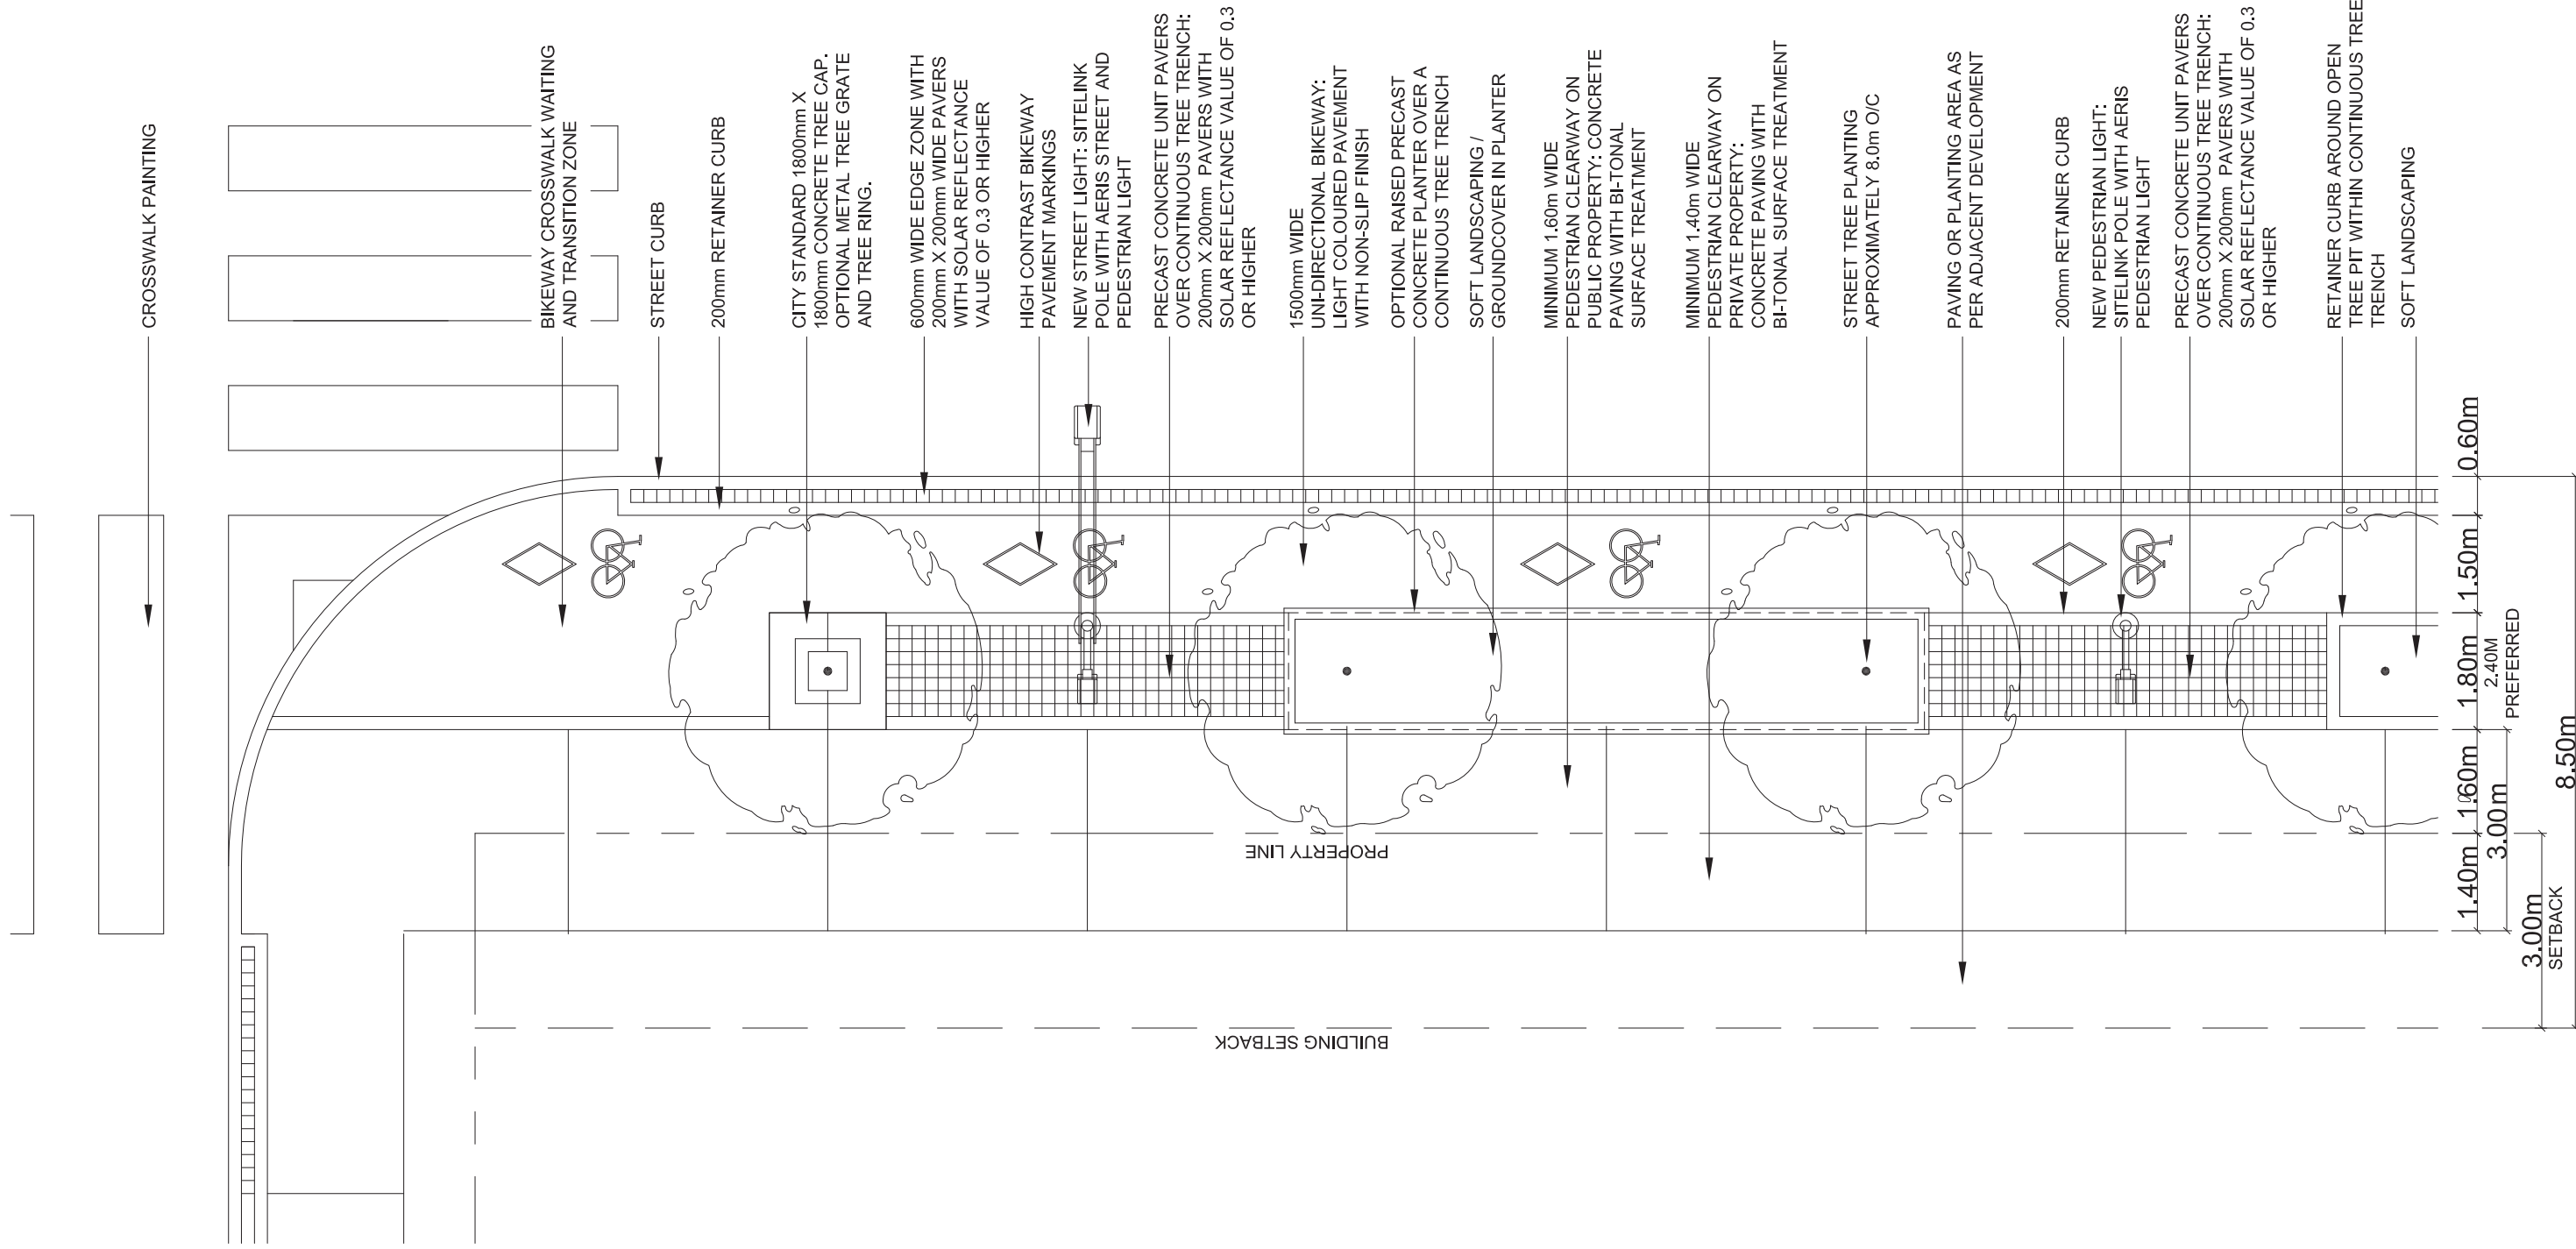 CROSSWALK PAINTING
BIKEWAY CROSSWALK WAITING
AND TRANSITION ZONE
STREET CURB
200mm RETAINER CURB
CITY STANDARD 1800mm X
1800mm CONCRETE TREE CAP.
OPTIONAL METAL TREE GRATE
AND TREE RING.
600mm WIDE EDGE ZONE WITH
200mm X 200mm WIDE PAVERS
WITH SOLAR REFLECTANCE
VALUE OF 0.3 OR HIGHER
HIGH CONTRAST BIKEWAY
PAVEMENT MARKINGS
NEW STREET LIGHT: SITELINK
POLE WITH AERIS STREET AND
PEDESTRIAN LIGHT
PRECAST CONCRETE UNIT PAVERS
OVER CONTINUOUS TREE TRENCH:
200mm X 200mm PAVERS WITH
SOLAR REFLECTANCE VALUE OF 0.3
OR HIGHER
1500mm WIDE
UNI-DIRECTIONAL BIKEWAY:
LIGHT COLOURED PAVEMENT
WITH NON-SLIP FINISH
OPTIONAL RAISED PRECAST
CONCRETE PLANTER OVER A
CONTINUOUS TREE TRENCH
SOFT LANDSCAPING /
GROUNDCOVER IN PLANTER
MINIMUM 1.60m WIDE
PEDESTRIAN CLEARWAY ON
PUBLIC PROPERTY: CONCRETE
PAVING WITH BI-TONAL
SURFACE TREATMENT
MINIMUM 1.40m WIDE
PEDESTRIAN CLEARWAY ON
PRIVATE PROPERTY:
CONCRETE PAVING WITH
BI-TONAL SURFACE TREATMENT
STREET TREE PLANTING
APPROXIMATELY 8.0m O/C
PAVING OR PLANTING AREA AS
PER ADJACENT DEVELOPMENT
200mm RETAINER CURB
NEW PEDESTRIAN LIGHT:
SITELINK POLE WITH AERIS
PEDESTRIAN LIGHT
PRECAST CONCRETE UNIT PAVERS
OVER CONTINUOUS TREE TRENCH:
200mm X 200mm PAVERS WITH
SOLAR REFLECTANCE VALUE OF 0.3
OR HIGHER
RETAINER CURB AROUND OPEN
TREE PIT WITHIN CONTINUOUS TREE
TRENCH
SOFT LANDSCAPING
PROPERTY LINE
BUILDING SETBACK
0.60m
1.50m
1.80m
2.40M
PREFERRED
1.60m
1.40m
3.00m
3.00m
SETBACK
8.50m